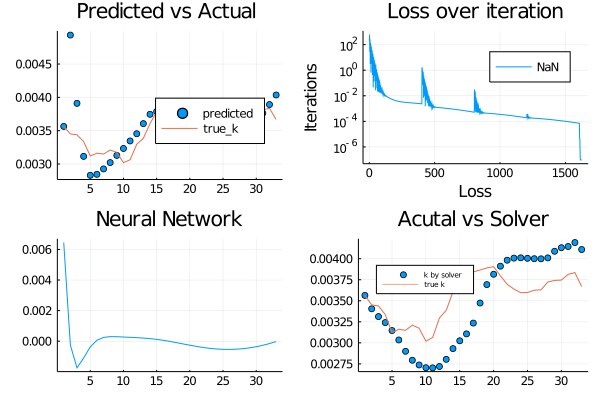 Predicted vs Actual
0.0045
0.0040
0.0035
0.0030
5 10 15 20 25 30
predicted
true_k
Loss over iteration
Iterations
10^2
10^0
10^-2
10^-4
10^-6
0 500 1000 1500
Loss
NaN
Neural Network
0.006
0.004
0.002
0.000
5 10 15 20 25 30
Acutal vs Solver
0.00400
0.00375
0.00350
0.00325
0.00300
0.00275
5 10 15 20 25 30
k by solver
true k